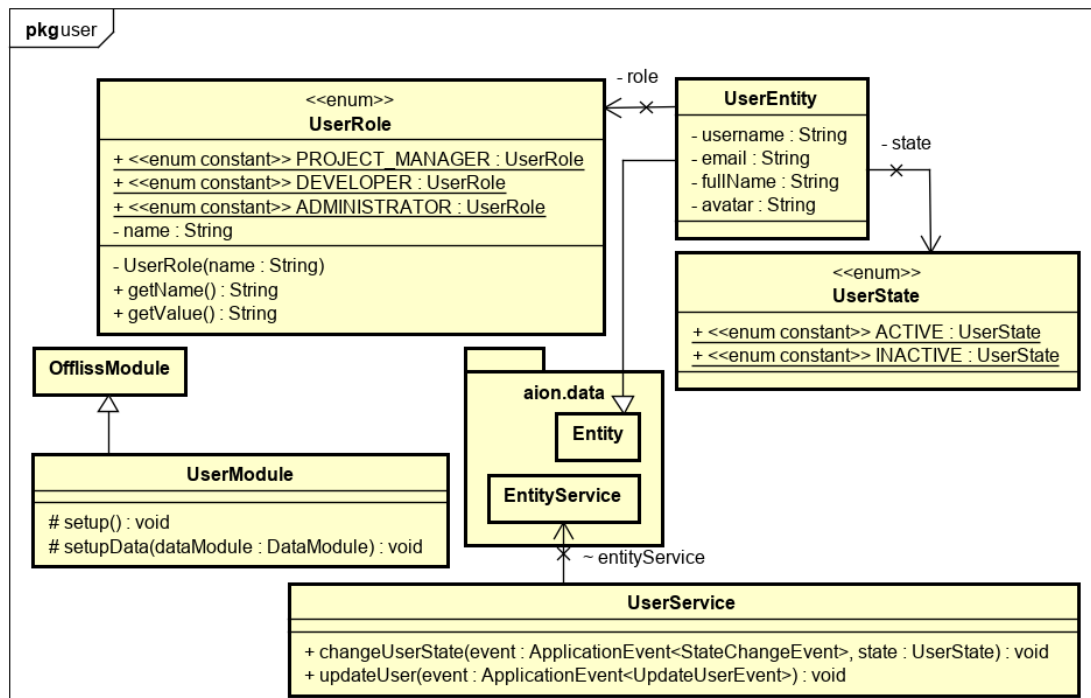 pkg user
- role
<<enum>>
UserRole
+ <<enum constant>> PROJECT_MANAGER : UserRole
+ <<enum constant>> DEVELOPER : UserRole
+ <<enum constant>> ADMINISTRATOR : UserRole
- name : String
- UserRole(name : String)
+ getName() : String
+ getValue() : String
UserEntity
- username : String
- email : String
- fullName : String
- avatar : String
- state
<<enum>>
UserState
+ <<enum constant>> ACTIVE : UserState
+ <<enum constant>> INACTIVE : UserState
OfflissModule
UserModule
# setup() : void
# setupData(dataModule : DataModule) : void
aion.data
Entity
EntityService
~ entityService
UserService
+ changeUserState(event : ApplicationEvent<StateChangeEvent>, state : UserState) : void
+ updateUser(event : ApplicationEvent<UpdateUserEvent>) : void